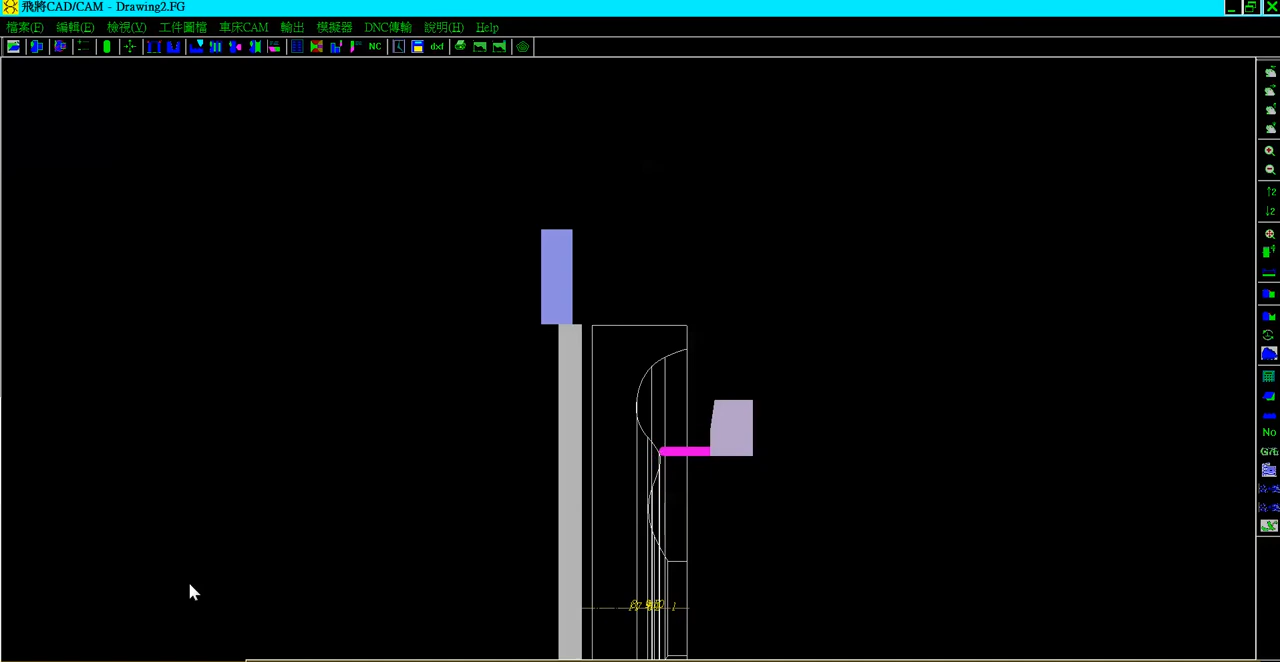 飛將CAD/CAM - Drawing2.FG
檔案(F) 編輯(E) 檢視(V) 工件圖檔 車床CAM 輸出 模擬器 DNC傳輸 說明(H) Help
NC dxf
No
G76